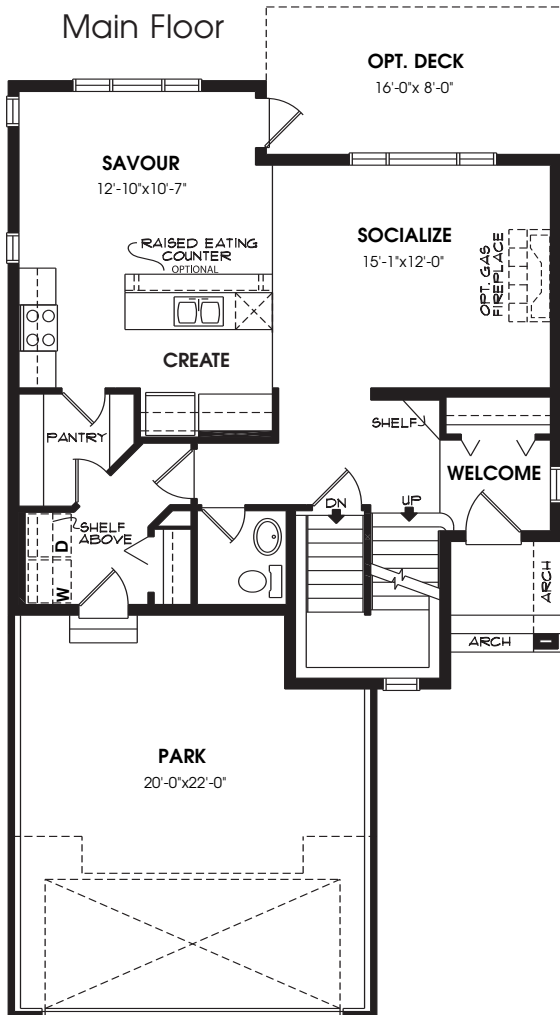 Main Floor
OPT. DECK
16'-0"x 8'-0"
SAVOUR
12'-10"x10'-7"
SOCIALIZE
15'-1"x12'-0"
RAISED EATING
COUNTER
OPTIONAL
OPT. GAS
FIREPLACE
CREATE
PANTRY
SHELF
WELCOME
SHELF
ABOVE
D
W
DN
UP
ARCH
ARCH
PARK
20'-0"x22'-0"